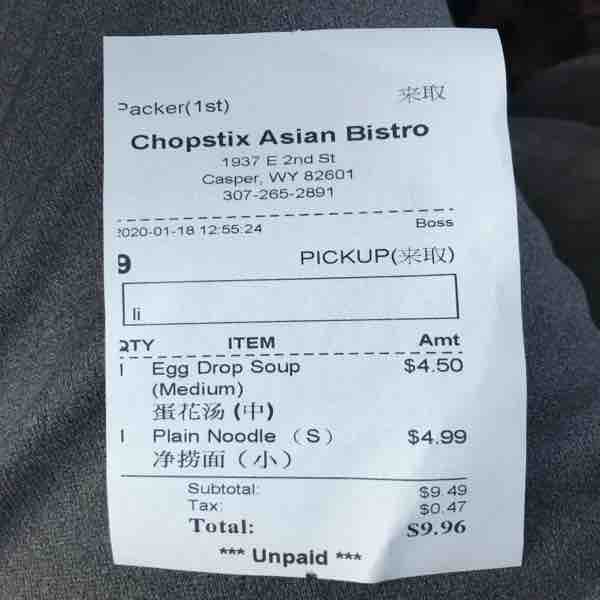 Packer(1st) 来取
Chopstix Asian Bistro
1937 E 2nd St
Casper, WY 82601
307-265-2891
2020-01-18 12:55:24 Boss
9 PICKUP(来取)
li
QTY ITEM Amt
1 Egg Drop Soup $4.50
(Medium)
蛋花汤 (中)
1 Plain Noodle （S） $4.99
净捞面（小）
Subtotal: $9.49
Tax: $0.47
Total: $9.96
*** Unpaid ***